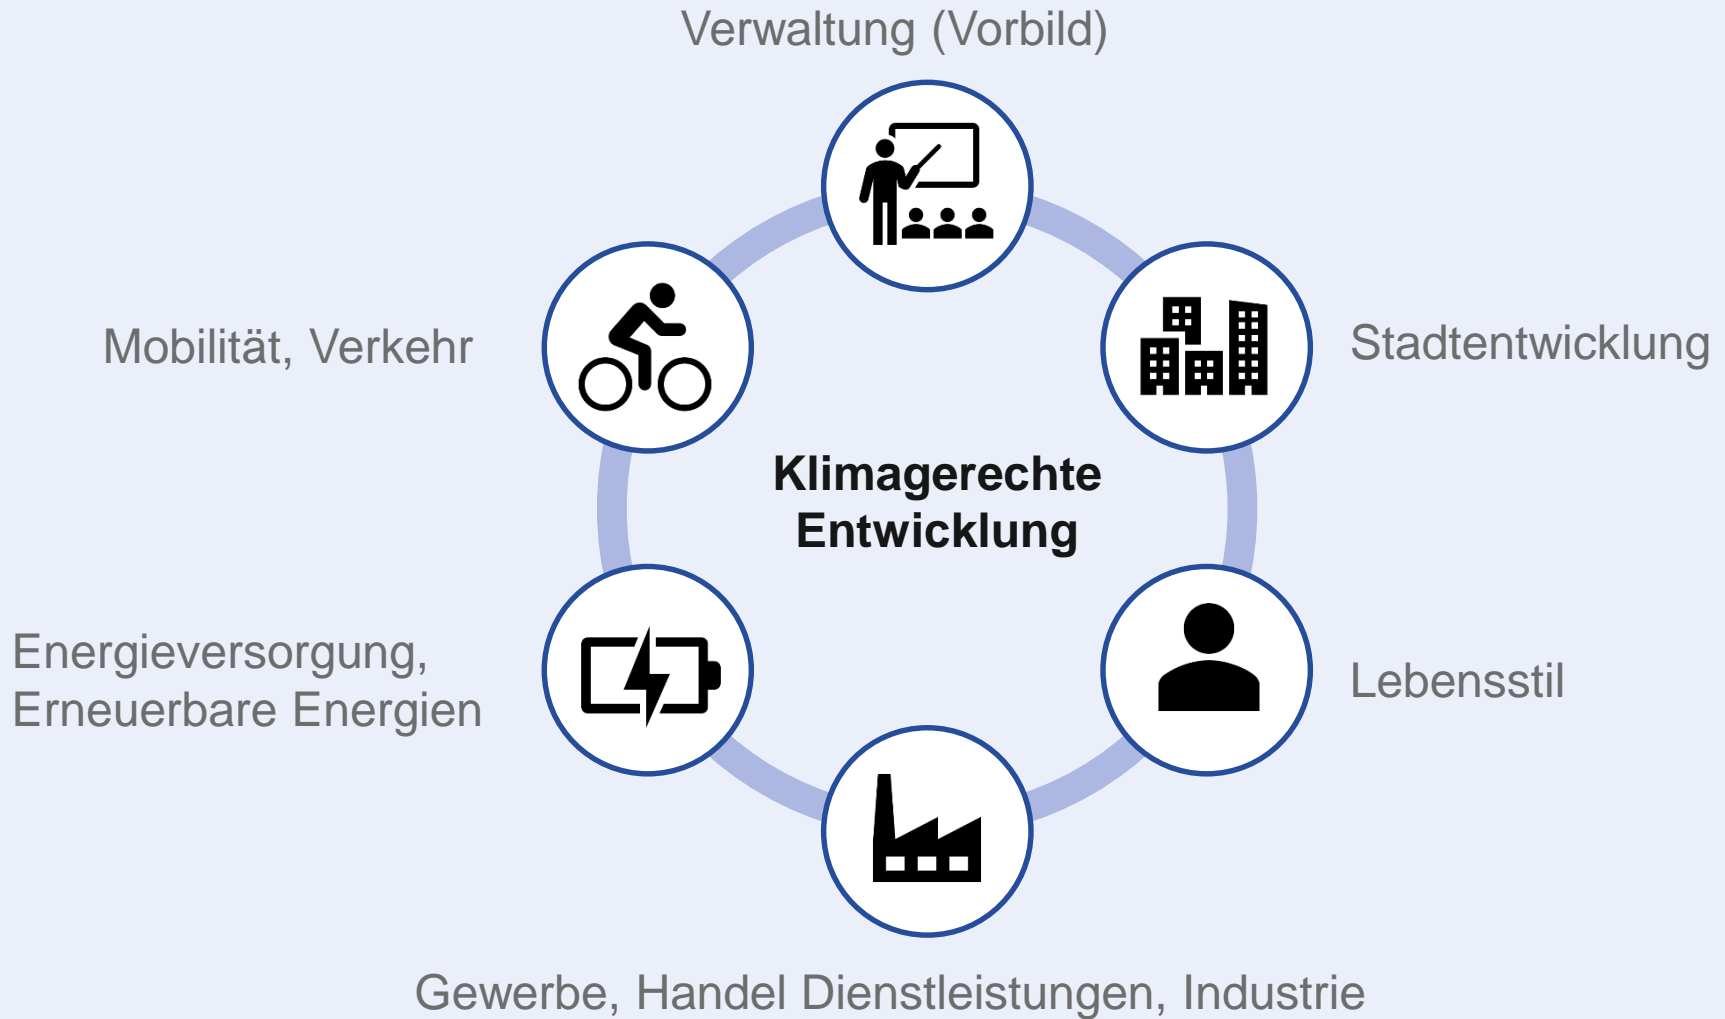 Verwaltung (Vorbild)
Mobilität, Verkehr
Stadtentwicklung
Klimagerechte
Entwicklung
Energieversorgung,
Erneuerbare Energien
Lebensstil
Gewerbe, Handel Dienstleistungen, Industrie